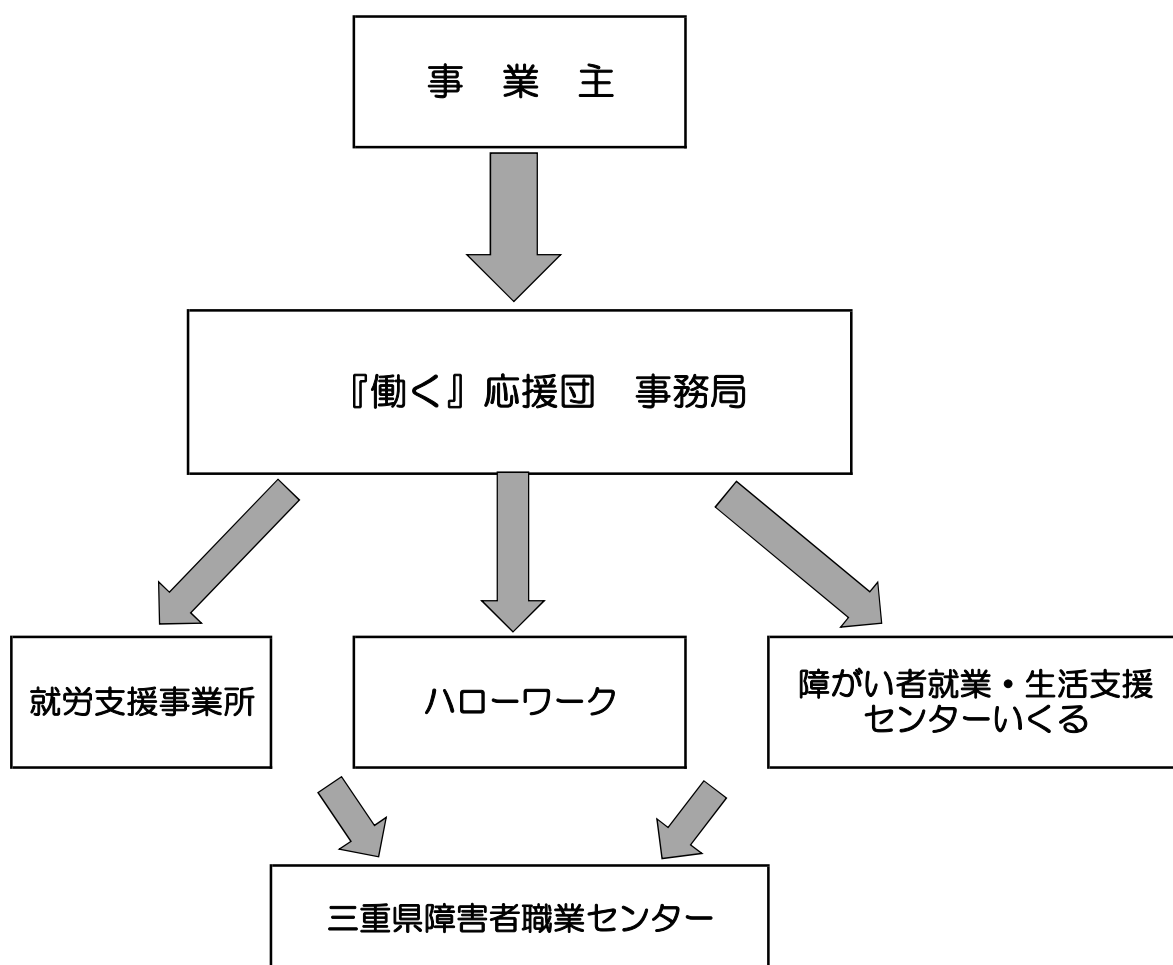 事　業　主
『働く』応援団　事務局
就労支援事業所
ハローワーク
障がい者就業・生活支援
センターいくる
三重県障害者職業センター